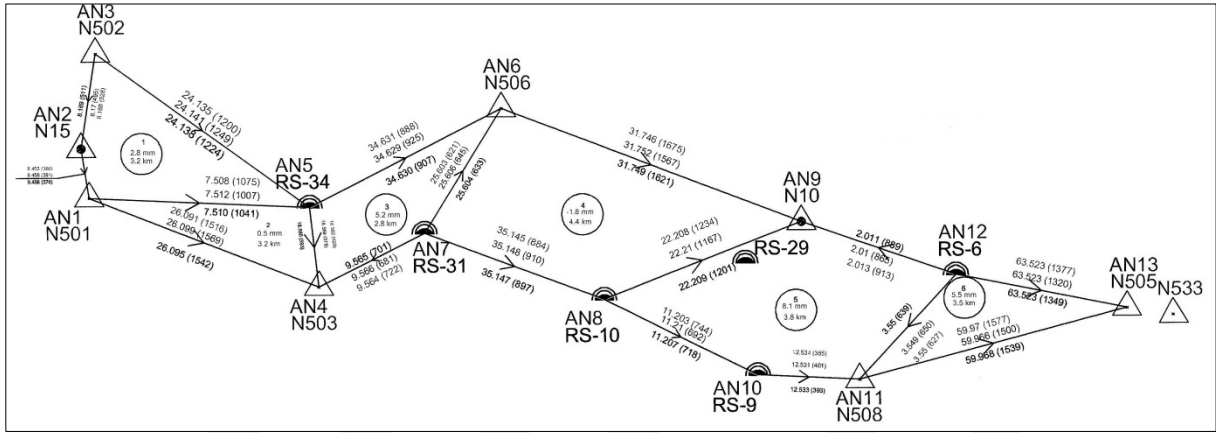 AN3
N502
8.169 (511)
AN2
N15
1
2.8 mm
3.2 km
24.135 (1200)
24.141 (1249)
24.138 (1224)
AN1
N501
7.508 (1075)
7.512 (1007)
7.510 (1041)
2
0.5 mm
3.2 km
26.091 (1516)
26.099 (1569)
26.095 (1542)
AN5
RS-34
AN4
N503
34.631 (888)
34.629 (925)
34.630 (907)
3
5.2 mm
2.8 km
9.565 (701)
9.566 (681)
9.564 (722)
AN7
RS-31
25.603 (621)
25.606 (645)
25.604 (633)
AN6
N506
4
-1.8 mm
4.4 km
31.746 (1675)
31.752 (1567)
31.749 (1621)
35.145 (884)
35.148 (910)
35.147 (897)
AN8
RS-10
22.208 (1234)
22.21 (1167)
22.209 (1201)
RS-29
AN9
N10
11.203 (744)
11.21 (692)
11.207 (718)
5
8.1 mm
3.8 km
AN10
RS-9
12.534 (385)
12.531 (401)
12.533 (393)
AN11
N508
2.011 (889)
2.01 (865)
2.013 (913)
AN12
RS-6
3.55 (639)
3.549 (650)
3.55 (627)
6
5.5 mm
3.5 km
63.523 (1377)
63.523 (1320)
63.523 (1349)
59.97 (1577)
59.966 (1500)
59.968 (1539)
AN13
N505
N533